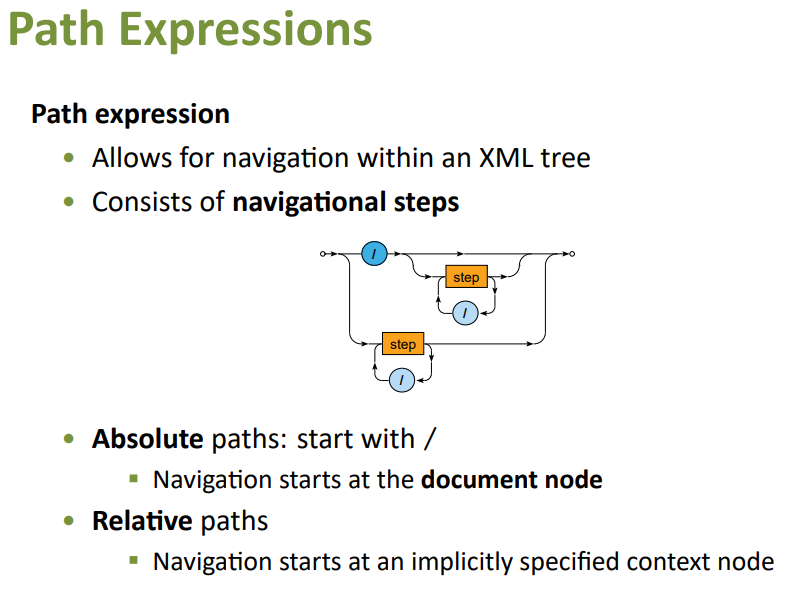 Path Expressions
Path expression
• Allows for navigation within an XML tree
• Consists of navigational steps
/
step
/
step
/
• Absolute paths: start with /
▪ Navigation starts at the document node
• Relative paths
▪ Navigation starts at an implicitly specified context node